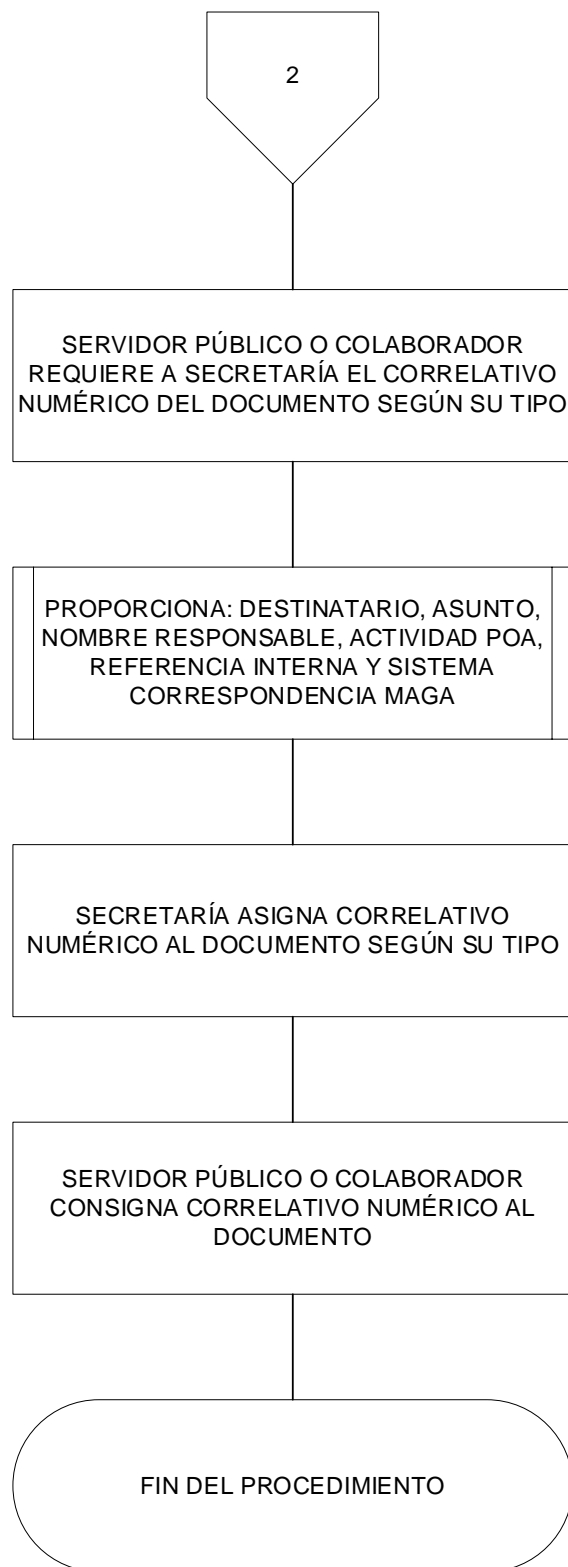 2
SERVIDOR PÚBLICO O COLABORADOR
REQUIERE A SECRETARÍA EL CORRELATIVO
NUMÉRICO DEL DOCUMENTO SEGÚN SU TIPO
PROPORCIONA: DESTINATARIO, ASUNTO,
NOMBRE RESPONSABLE, ACTIVIDAD POA,
REFERENCIA INTERNA Y SISTEMA
CORRESPONDENCIA MAGA
SECRETARÍA ASIGNA CORRELATIVO
NUMÉRICO AL DOCUMENTO SEGÚN SU TIPO
SERVIDOR PÚBLICO O COLABORADOR
CONSIGNA CORRELATIVO NUMÉRICO AL
DOCUMENTO
FIN DEL PROCEDIMIENTO